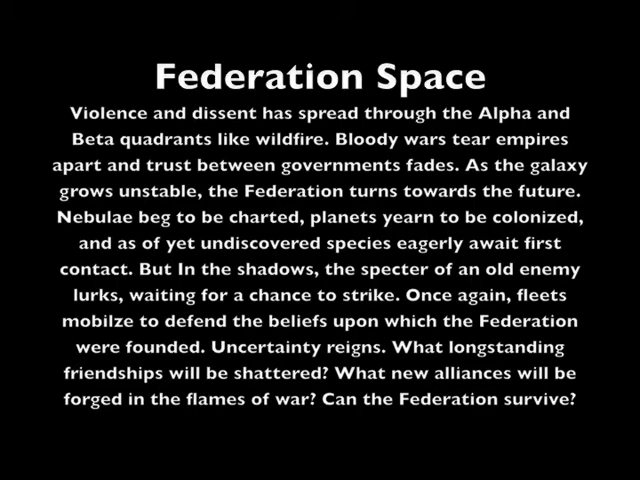 Federation Space
Violence and dissent has spread through the Alpha and
Beta quadrants like wildfire. Bloody wars tear empires
apart and trust between governments fades. As the galaxy
grows unstable, the Federation turns towards the future.
Nebulae beg to be charted, planets yearn to be colonized,
and as of yet undiscovered species eagerly await first
contact. But In the shadows, the specter of an old enemy
lurks, waiting for a chance to strike. Once again, fleets
mobilze to defend the beliefs upon which the Federation
were founded. Uncertainty reigns. What longstanding
friendships will be shattered? What new alliances will be
forged in the flames of war? Can the Federation survive?